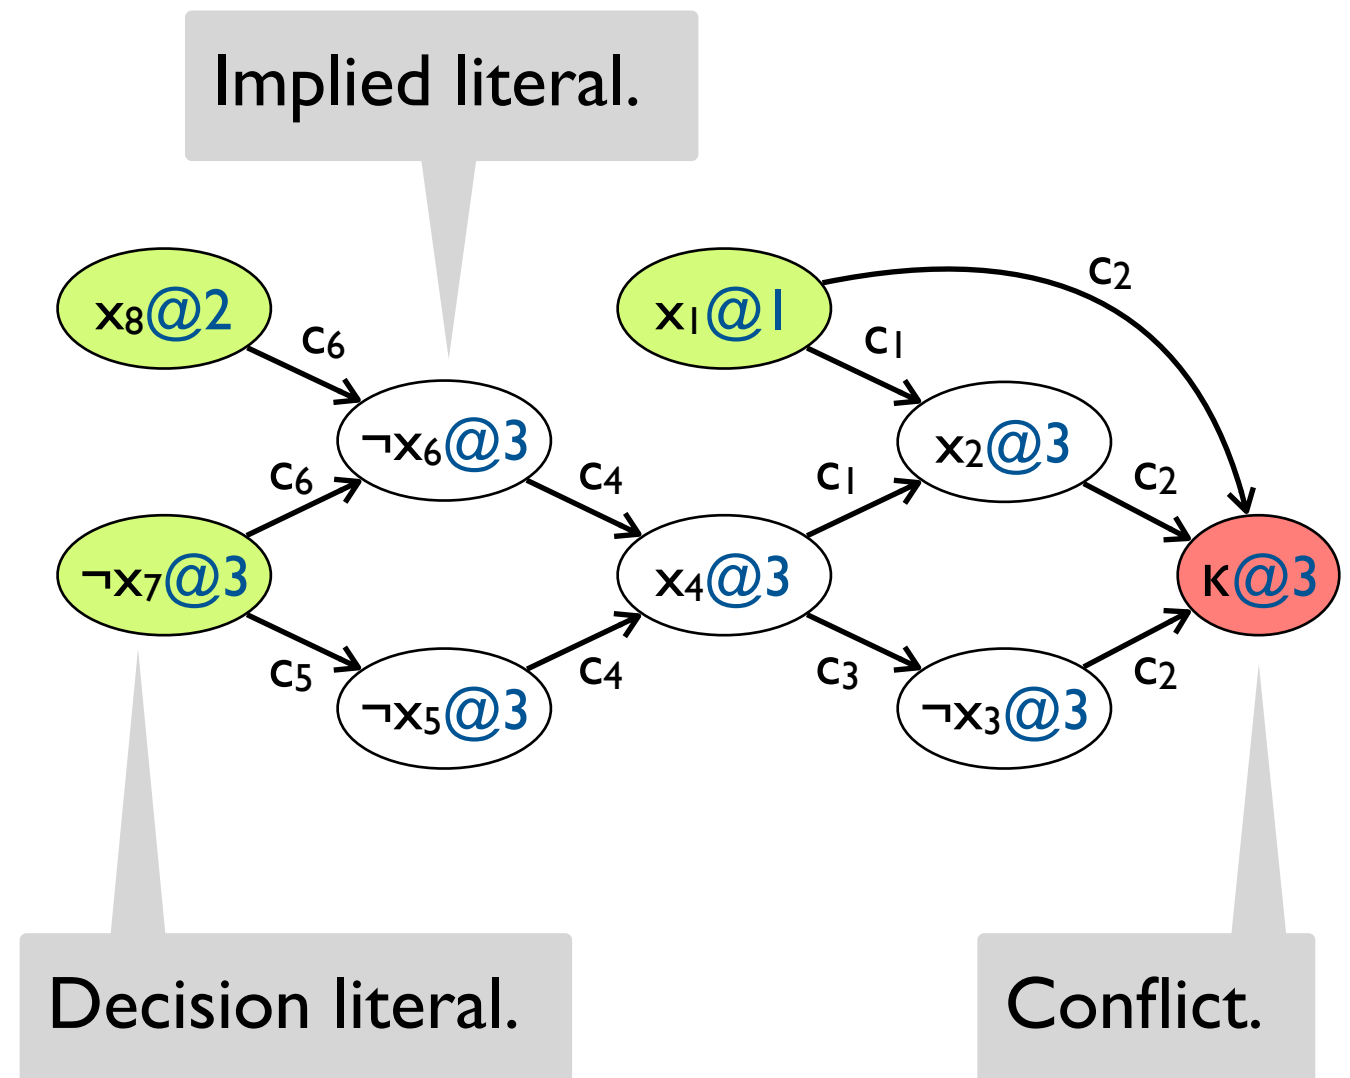 Implied literal.
c₂
x₈@2
x₁@1
c₆
c₁
¬x₆@3
x₂@3
c₆
c₄
c₁
c₂
¬x₇@3
x₄@3
κ@3
c₅
c₄
c₃
c₂
¬x₅@3
¬x₃@3
Decision literal.
Conflict.